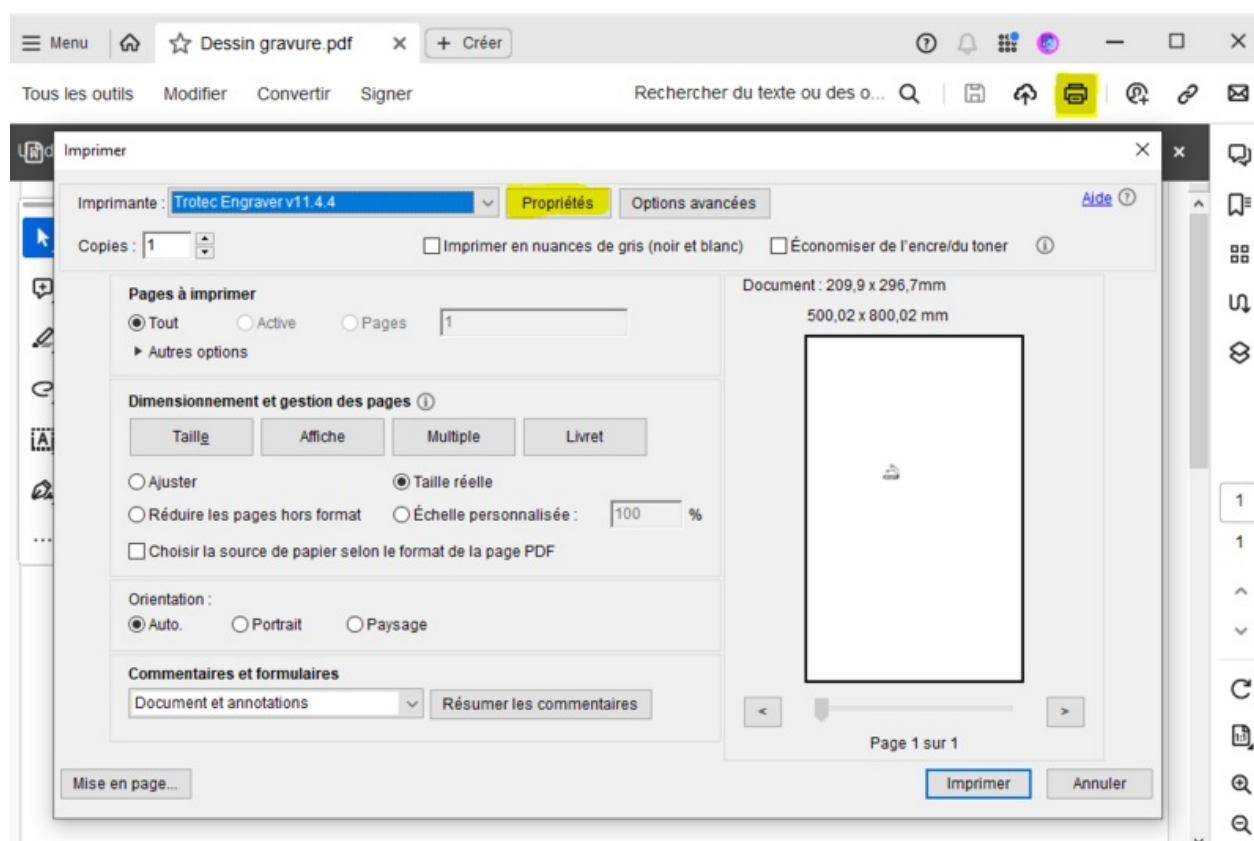 Menu Dessin gravure.pdf + Créer
Tous les outils Modifier Convertir Signer Rechercher du texte ou des o...
Imprimer
Imprimante : Trotec Engraver v11.4.4 Propriétés Options avancées Aide
Copies : 1 Imprimer en nuances de gris (noir et blanc) Économiser de l'encre/du toner
Pages à imprimer
Tout Active Pages 1
Autres options
Dimensionnement et gestion des pages
Taille Affiche Multiple Livret
Ajuster Taille réelle
Réduire les pages hors format Échelle personnalisée : 100 %
Choisir la source de papier selon le format de la page PDF
Orientation :
Auto. Portrait Paysage
Commentaires et formulaires
Document et annotations Résumer les commentaires
Document : 209,9 x 296,7mm
500,02 x 800,02 mm
< >
Page 1 sur 1
Mise en page... Imprimer Annuler
1
1